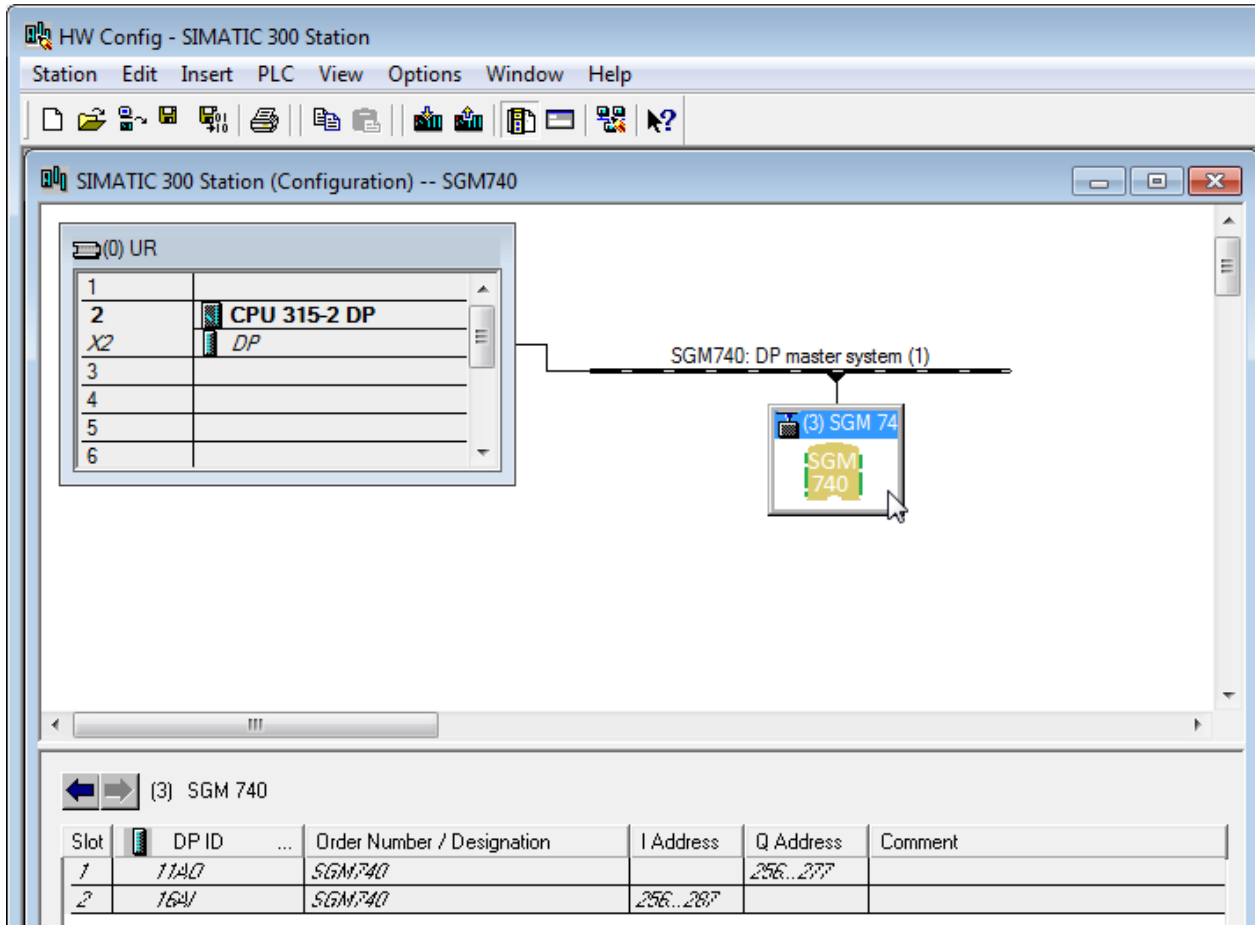 HW Config - SIMATIC 300 Station
Station Edit Insert PLC View Options Window Help
SIMATIC 300 Station (Configuration) -- SGM740
(0) UR
1
2 CPU 315-2 DP
X2 DP
3
4
5
6
SGM740: DP master system (1)
(3) SGM 74
SGM
740
(3) SGM 740
Slot DP ID ... Order Number / Designation I Address Q Address Comment
1 11AO SGM740 256...277
2 16AI SGM740 256...287